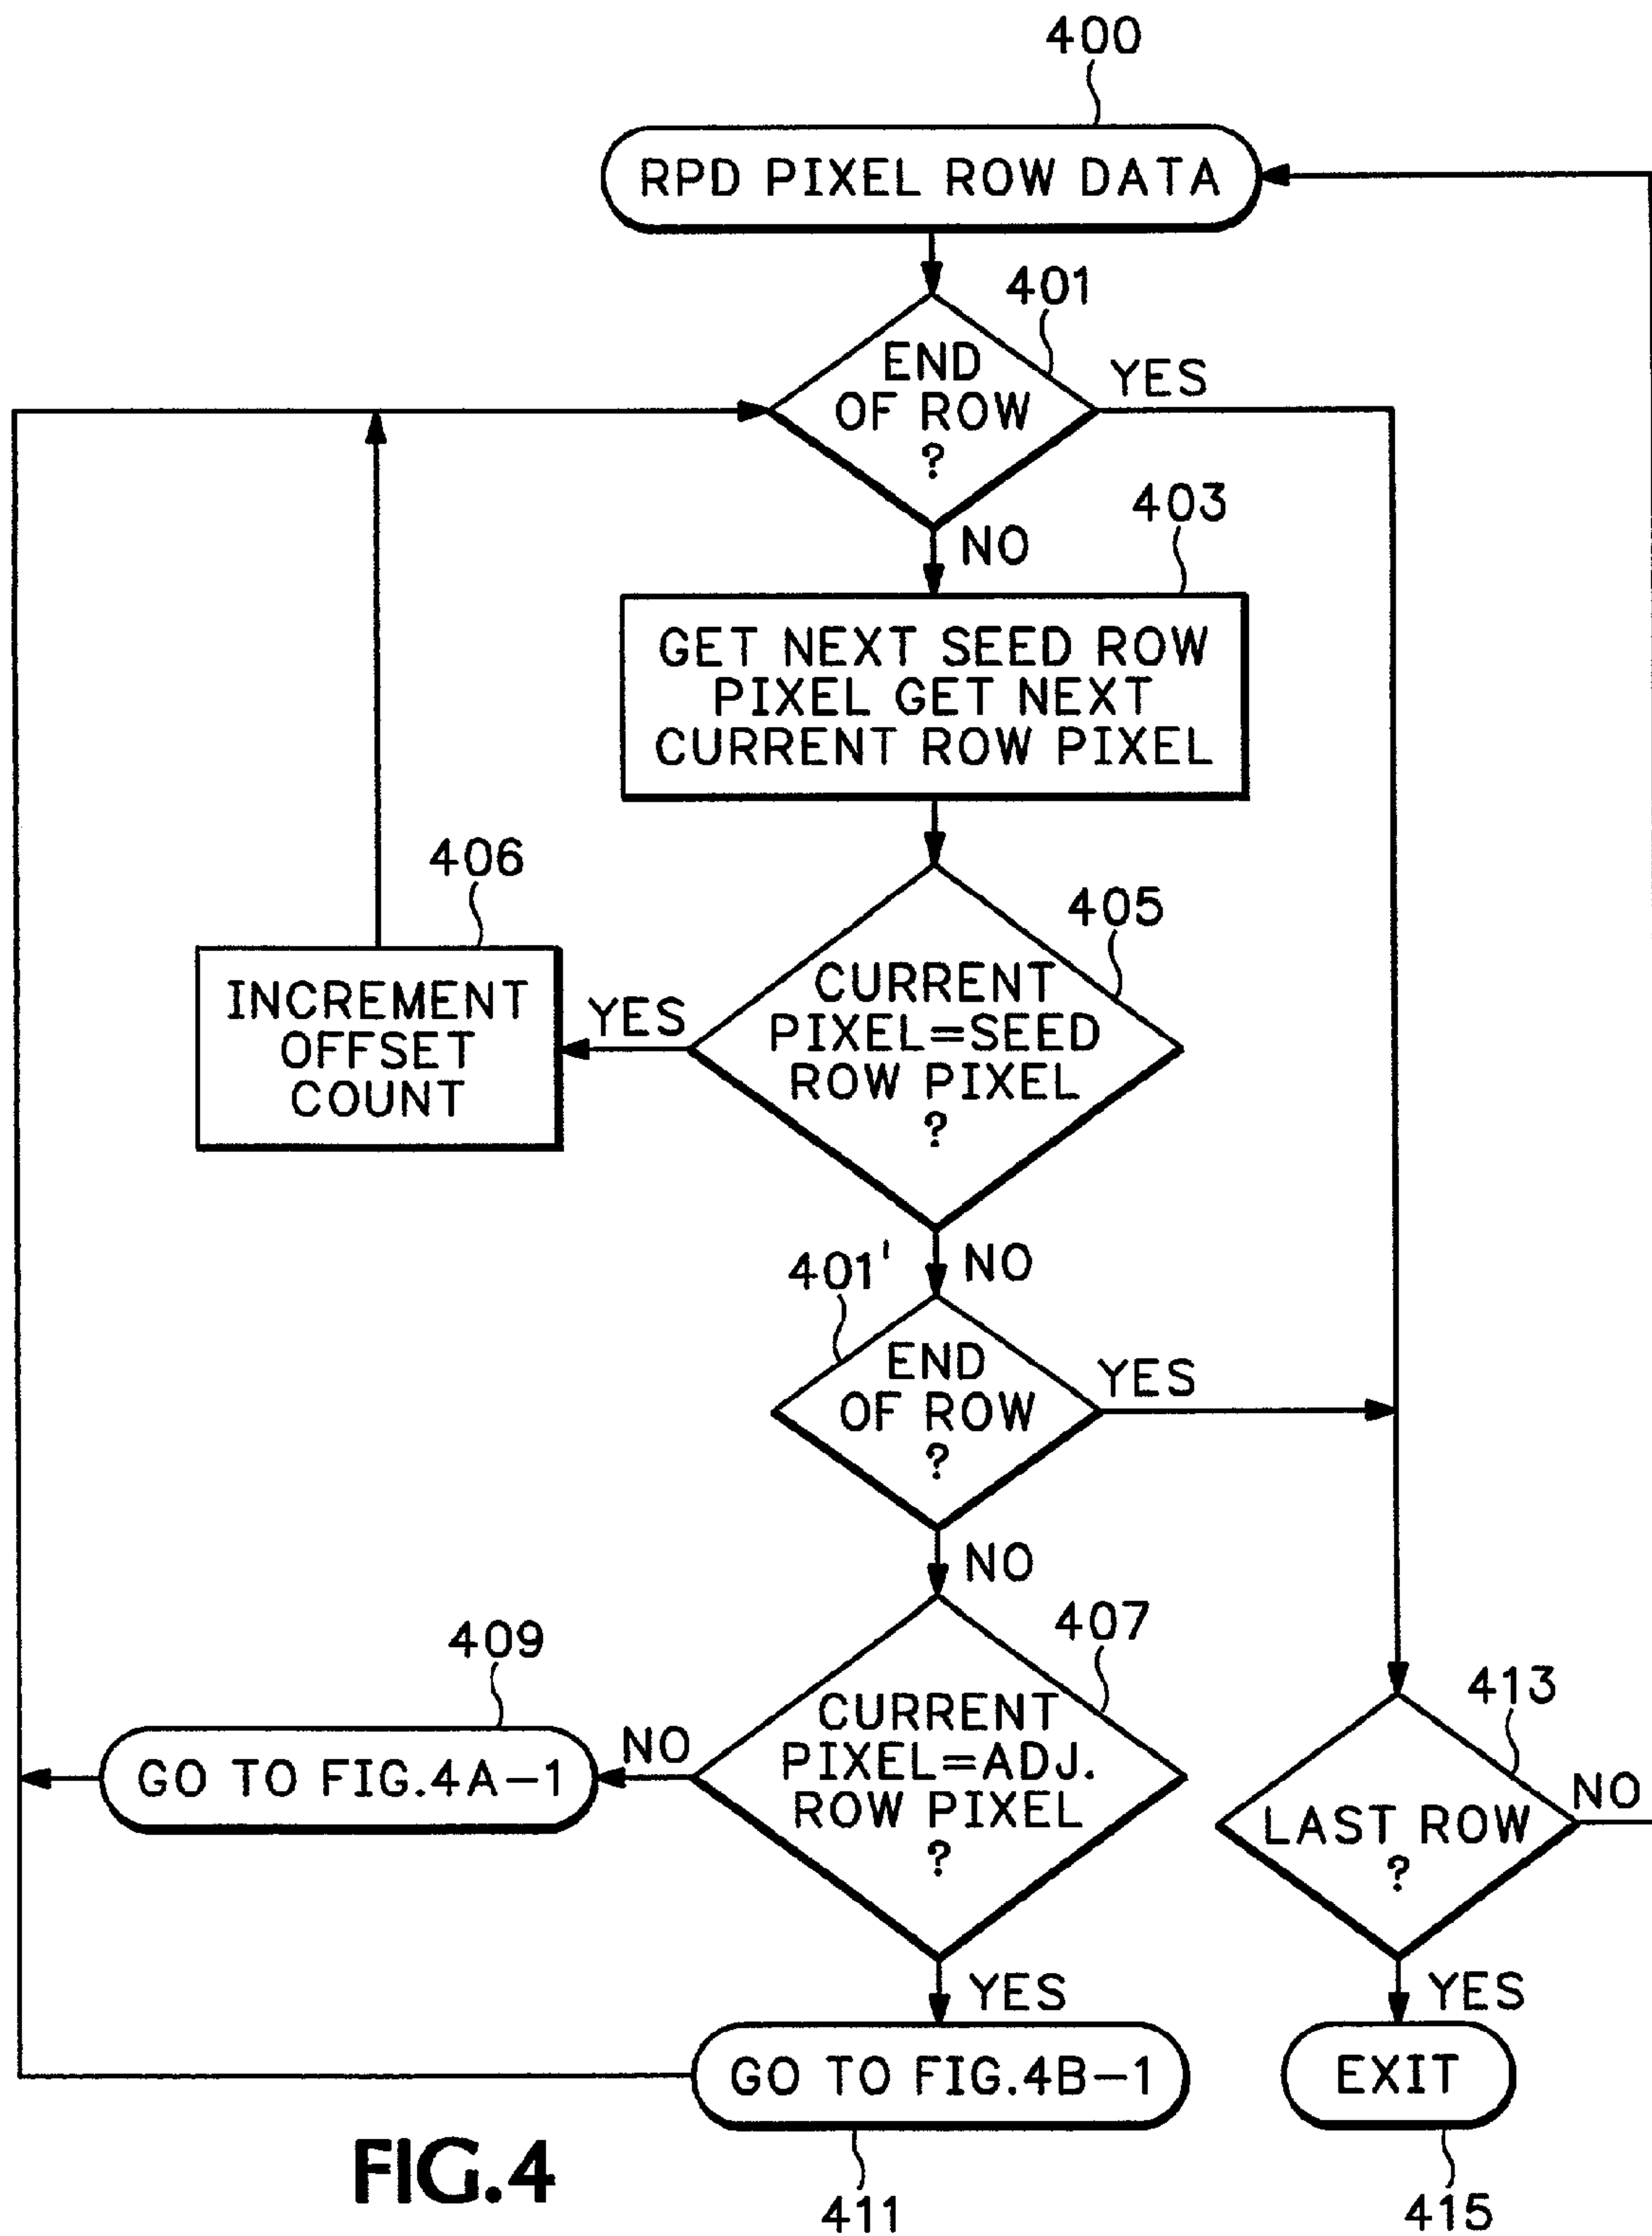 400
RPD PIXEL ROW DATA
401
END
OF ROW
?
YES
NO
403
GET NEXT SEED ROW
PIXEL GET NEXT
CURRENT ROW PIXEL
406
INCREMENT
OFFSET
COUNT
YES
405
CURRENT
PIXEL=SEED
ROW PIXEL
?
NO
401'
END
OF ROW
?
YES
NO
407
CURRENT
PIXEL=ADJ.
ROW PIXEL
?
NO
409
GO TO FIG.4A-1
413
LAST ROW
?
NO
YES
GO TO FIG.4B-1
411
YES
EXIT
415
FIG.4